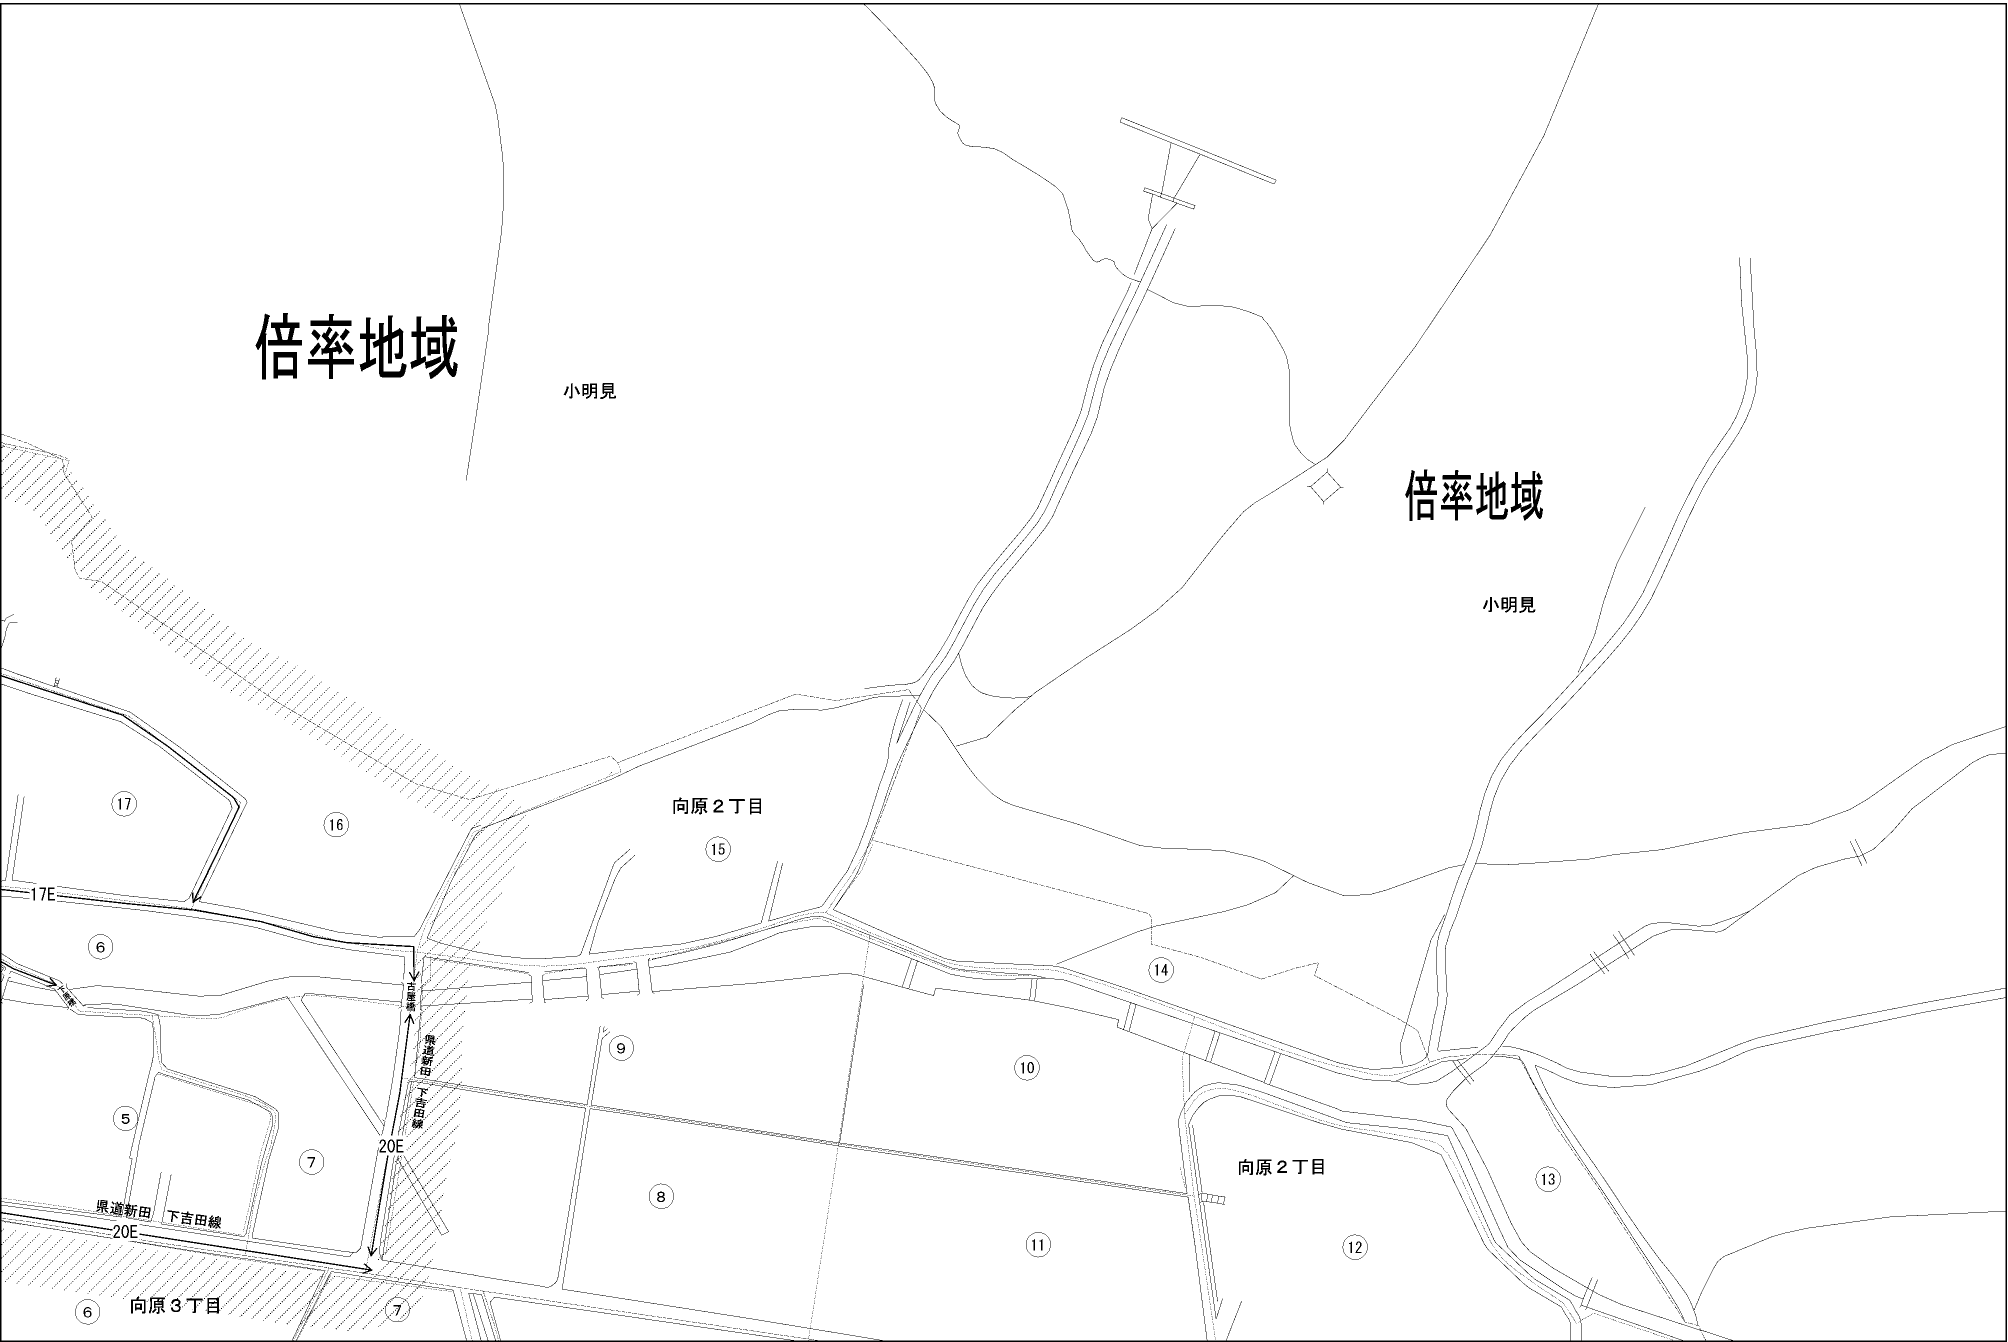 倍率地域
小明見
倍率地域
小明見
17
16
向原2丁目
15
17E
6
14
古屋橋
県道新田
下吉田線
9
10
5
20E
7
向原2丁目
13
8
県道新田
下吉田線
20E
11
12
6
向原3丁目
7